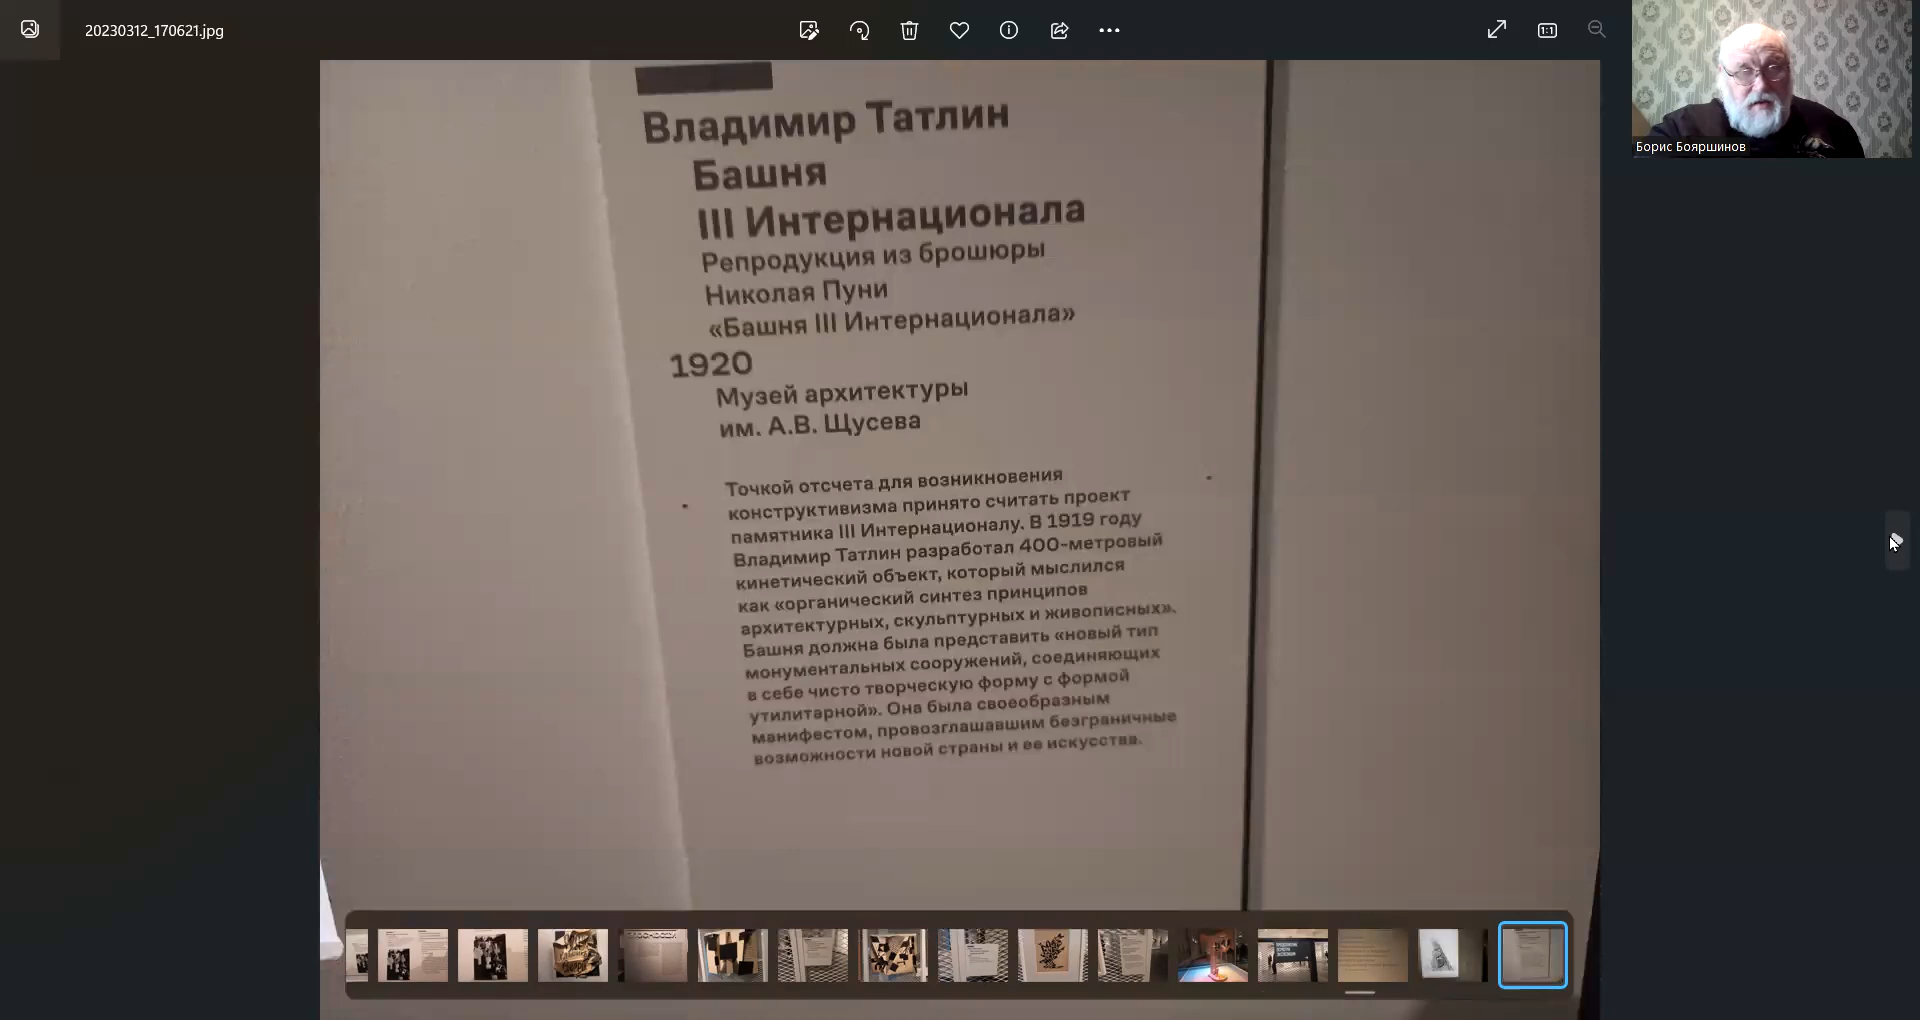 20230312_170621.jpg
Борис Бояршинов
Владимир Татлин
Башня
III Интернационала
Репродукция из брошюры
Николая Пуни
«Башня III Интернационала»
1920
Музей архитектуры
им. А.В. Щусева
Точкой отсчета для возникновения
конструктивизма принято считать проект
памятника III Интернационалу. В 1919 году
Владимир Татлин разработал 400-метровый
кинетический объект, который мыслился
как «органический синтез принципов
архитектурных, скульптурных и живописных».
Башня должна была представить «новый тип
монументальных сооружений, соединяющих
в себе чисто творческую форму с формой
утилитарной». Она была своеобразным
манифестом, провозглашавшим безграничные
возможности новой страны и ее искусства.